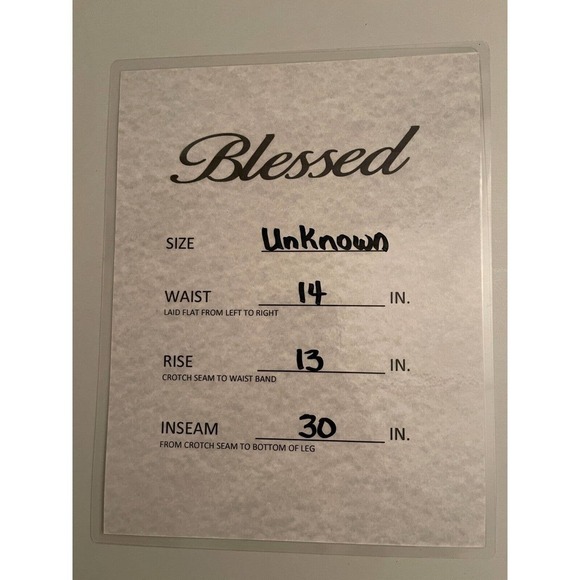 Blessed
SIZE Unknown
WAIST 14 IN.
LAID FLAT FROM LEFT TO RIGHT
RISE 13 IN.
CROTCH SEAM TO WAIST BAND
INSEAM 30 IN.
FROM CROTCH SEAM TO BOTTOM OF LEG